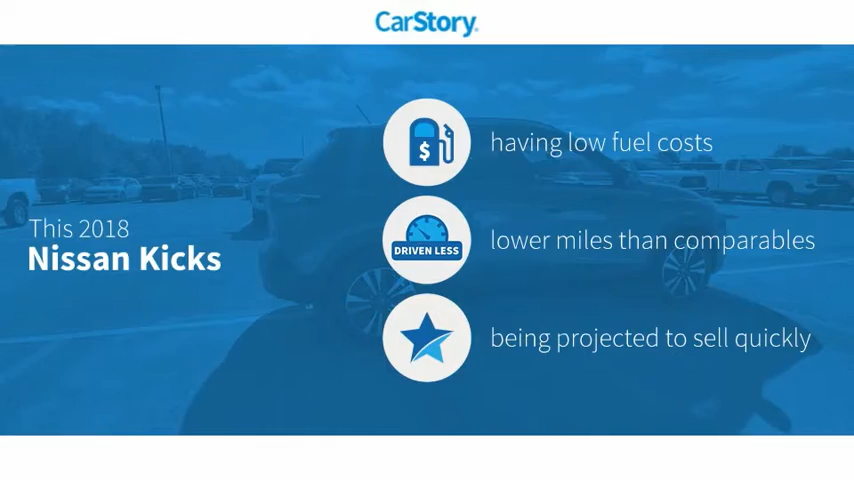 CarStory
This 2018
Nissan Kicks
$
having low fuel costs
DRIVEN LESS
lower miles than comparables
being projected to sell quickly